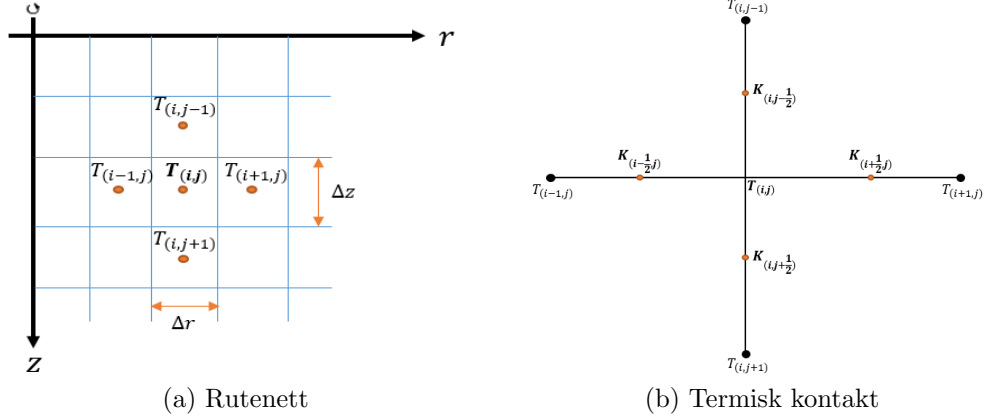 r
T(i,j−1)
T(i−1,j) T(i,j) T(i+1,j)
Δz
T(i,j+1)
Δr
z
(a) Rutenett
T(i,j−1)
K(i,j−1/2)
K(i−1/2,j) K(i+1/2,j)
T(i−1,j) T(i,j) T(i+1,j)
K(i,j+1/2)
T(i,j+1)
(b) Termisk kontakt